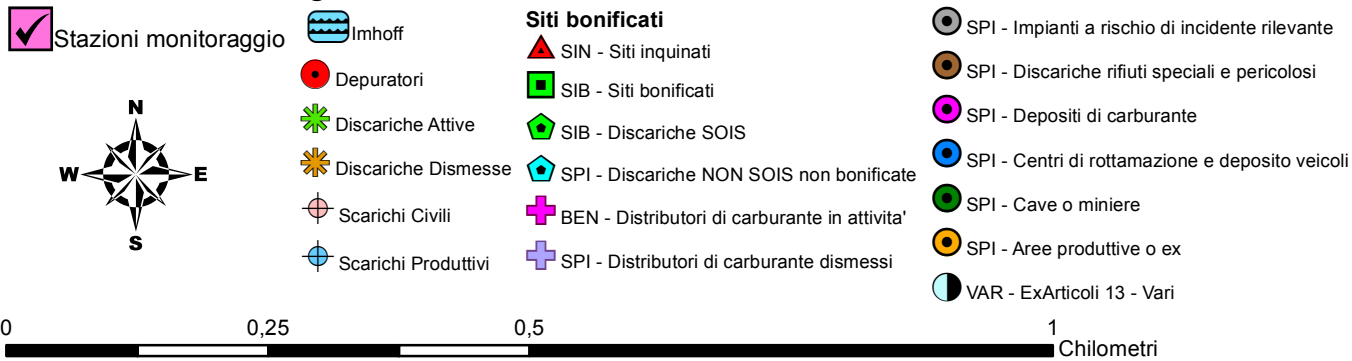 Stazioni monitoraggio
N
W
E
S
Imhoff
Depuratori
Discariche Attive
Discariche Dismesse
Scarichi Civili
Scarichi Produttivi
Siti bonificati
SIN - Siti inquinati
SIB - Siti bonificati
SIB - Discariche SOIS
SPI - Discariche NON SOIS non bonificate
BEN - Distributori di carburante in attivita'
SPI - Distributori di carburante dismessi
SPI - Impianti a rischio di incidente rilevante
SPI - Discariche rifiuti speciali e pericolosi
SPI - Depositi di carburante
SPI - Centri di rottamazione e deposito veicoli
SPI - Cave o miniere
SPI - Aree produttive o ex
VAR - ExArticoli 13 - Vari
0 0,25 0,5 1
Chilometri